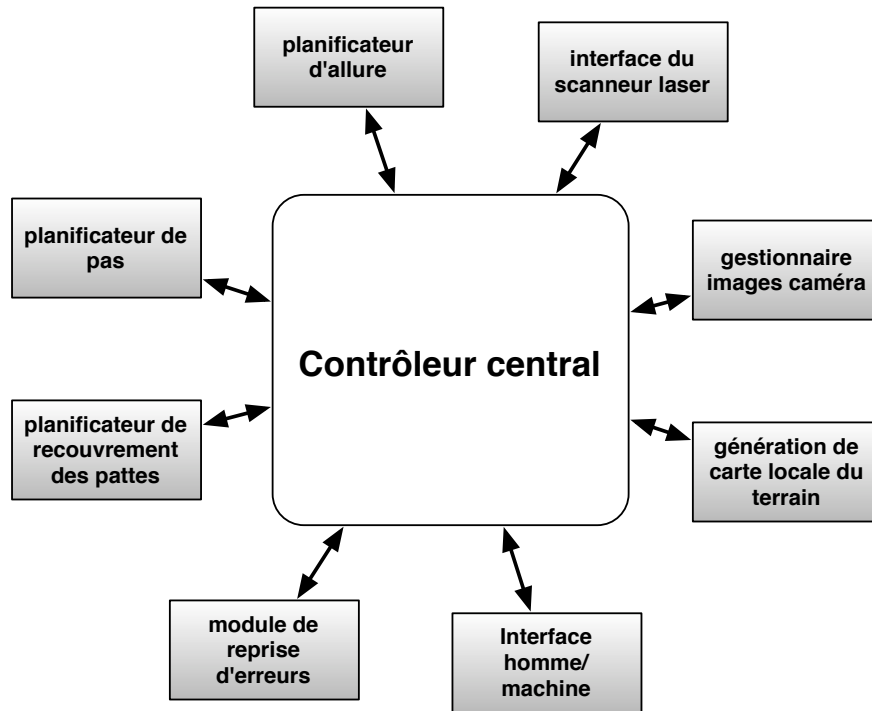 planificateur
d'allure
interface du
scanneur laser
planificateur de
pas
gestionnaire
images caméra
Contrôleur central
planificateur de
recouvrement
des pattes
génération de
carte locale du
terrain
module de
reprise
d'erreurs
Interface
homme/
machine